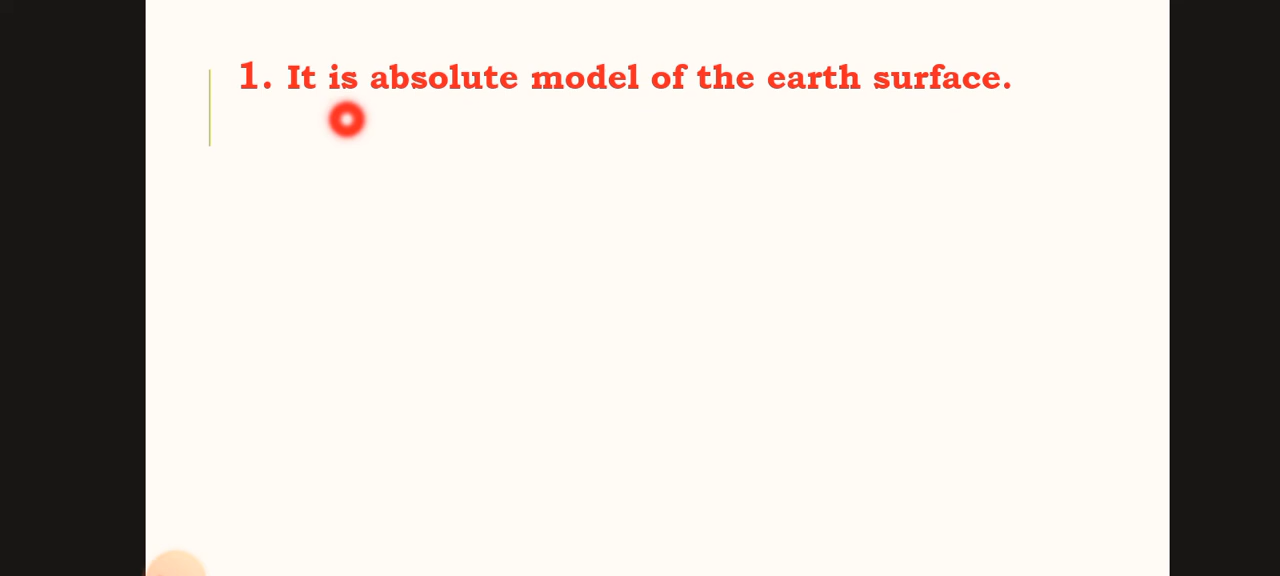 1. It is absolute model of the earth surface.